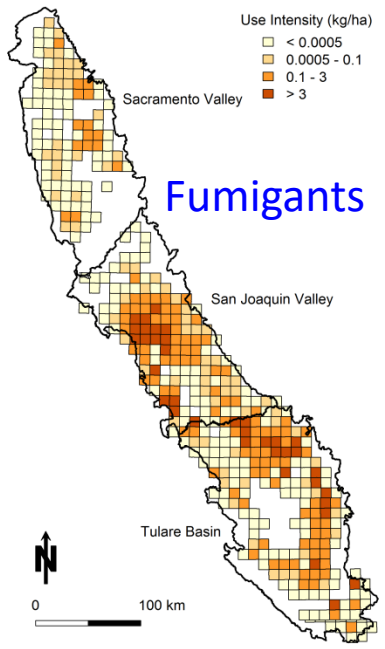 Use Intensity (kg/ha)
< 0.0005
0.0005 - 0.1
0.1 - 3
> 3
Sacramento Valley
Fumigants
San Joaquin Valley
Tulare Basin
N
0 100 km